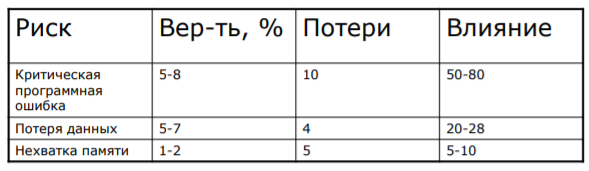 Риск Вер-ть, % Потери Влияние
Критическая программная ошибка 5-8 10 50-80
Потеря данных 5-7 4 20-28
Нехватка памяти 1-2 5 5-10